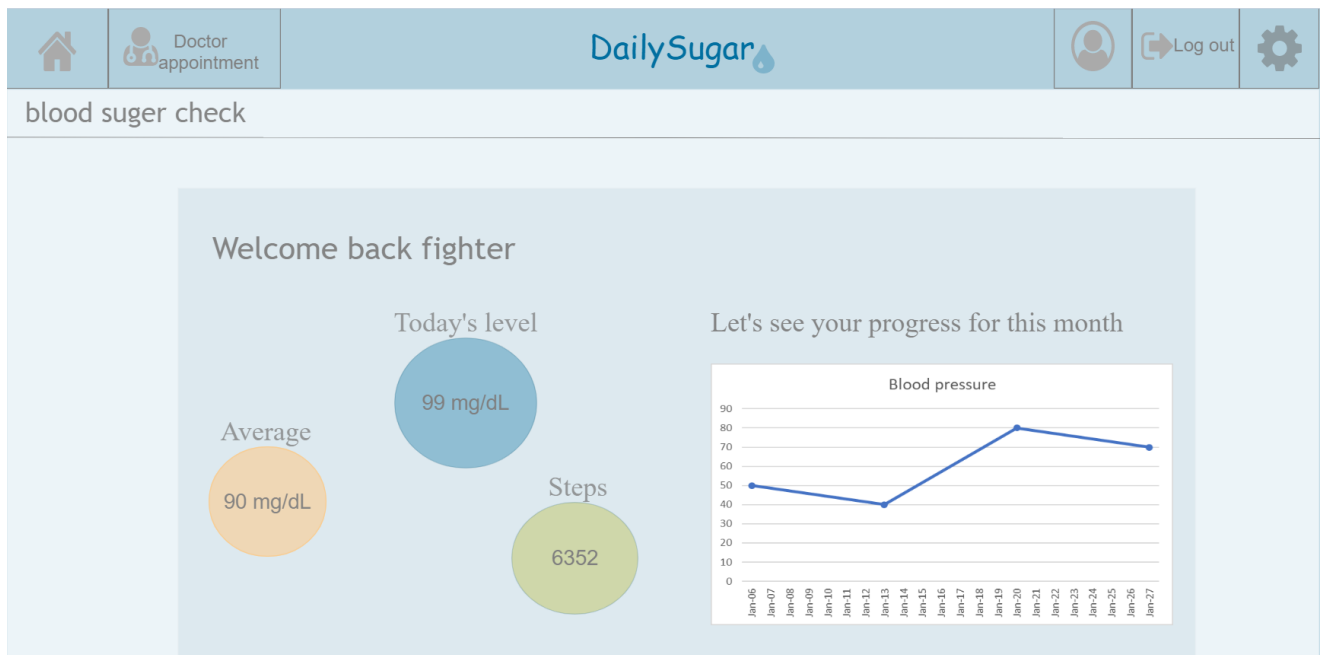 Doctor
appointment
DailySugar
Log out
blood suger check
Welcome back fighter
Today's level
99 mg/dL
Average
90 mg/dL
Steps
6352
Let's see your progress for this month
Blood pressure
90
80
70
60
50
40
30
20
10
0
Jan-06
Jan-07
Jan-08
Jan-09
Jan-10
Jan-11
Jan-12
Jan-13
Jan-14
Jan-15
Jan-16
Jan-17
Jan-18
Jan-19
Jan-20
Jan-21
Jan-22
Jan-23
Jan-24
Jan-25
Jan-26
Jan-27